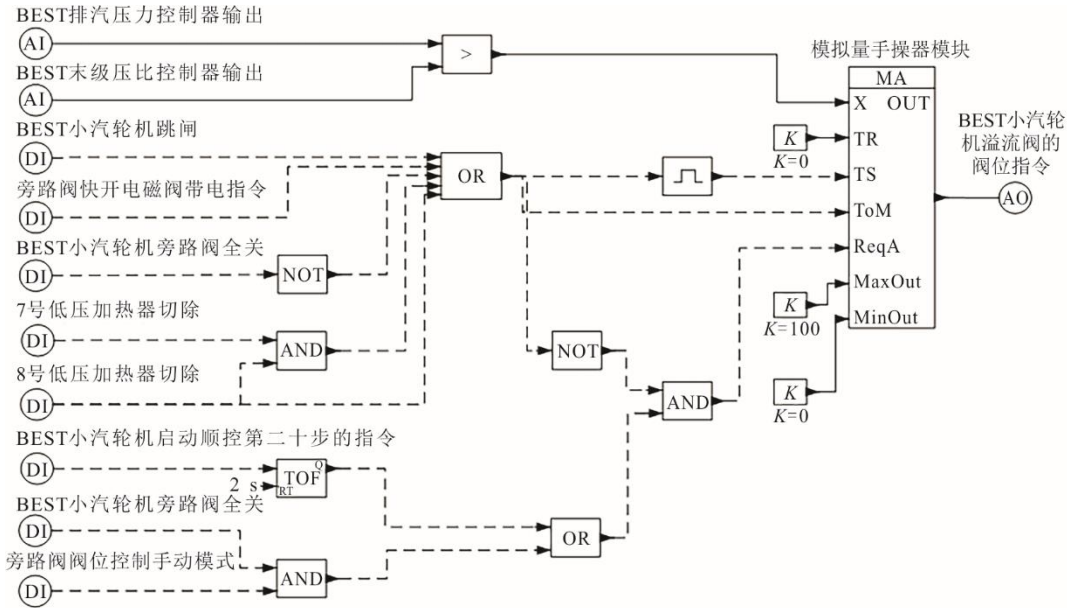 BEST排汽压力控制器输出
AI
BEST末级压比控制器输出
AI
>
模拟量手操器模块
MA
X OUT
TR
TS
ToM
ReqA
MaxOut
MinOut
K
K=0
K
K=100
K
K=0
BEST小汽轮
机溢流阀的
阀位指令
AO
BEST小汽轮机跳闸
DI
旁路阀快开电磁阀带电指令
DI
OR
BEST小汽轮机旁路阀全关
DI
NOT
7号低压加热器切除
DI
AND
8号低压加热器切除
DI
NOT
AND
BEST小汽轮机启动顺控第二十步的指令
DI
2 s
TOF
Q
RT
BEST小汽轮机旁路阀全关
DI
OR
旁路阀阀位控制手动模式
DI
AND